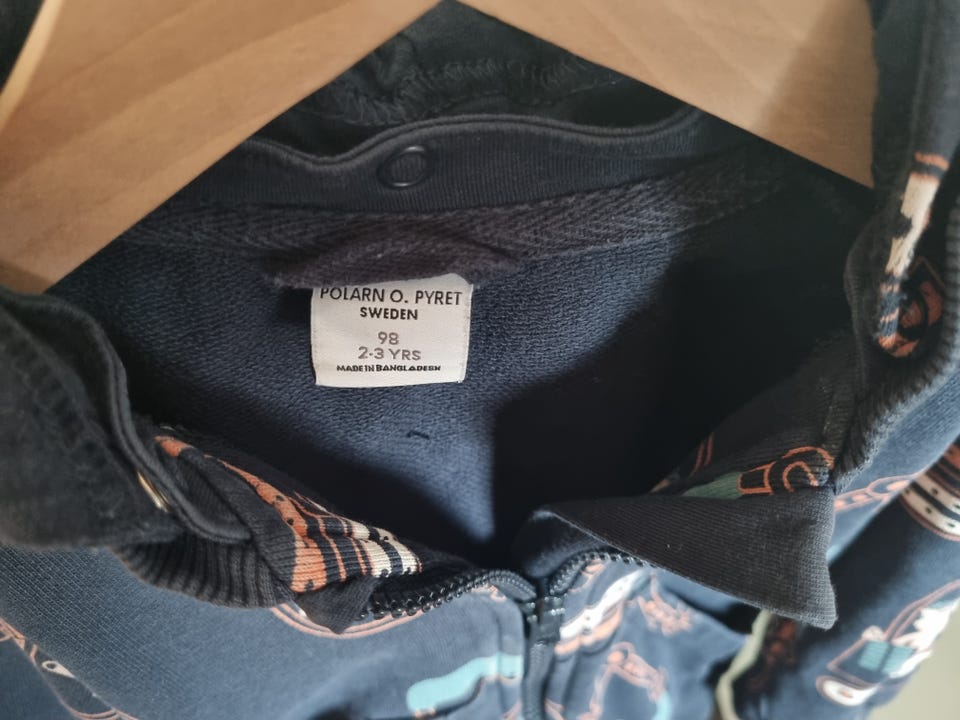 POLARN O. PYRET
SWEDEN
98
2-3 YRS
MADE IN BANGLADESH